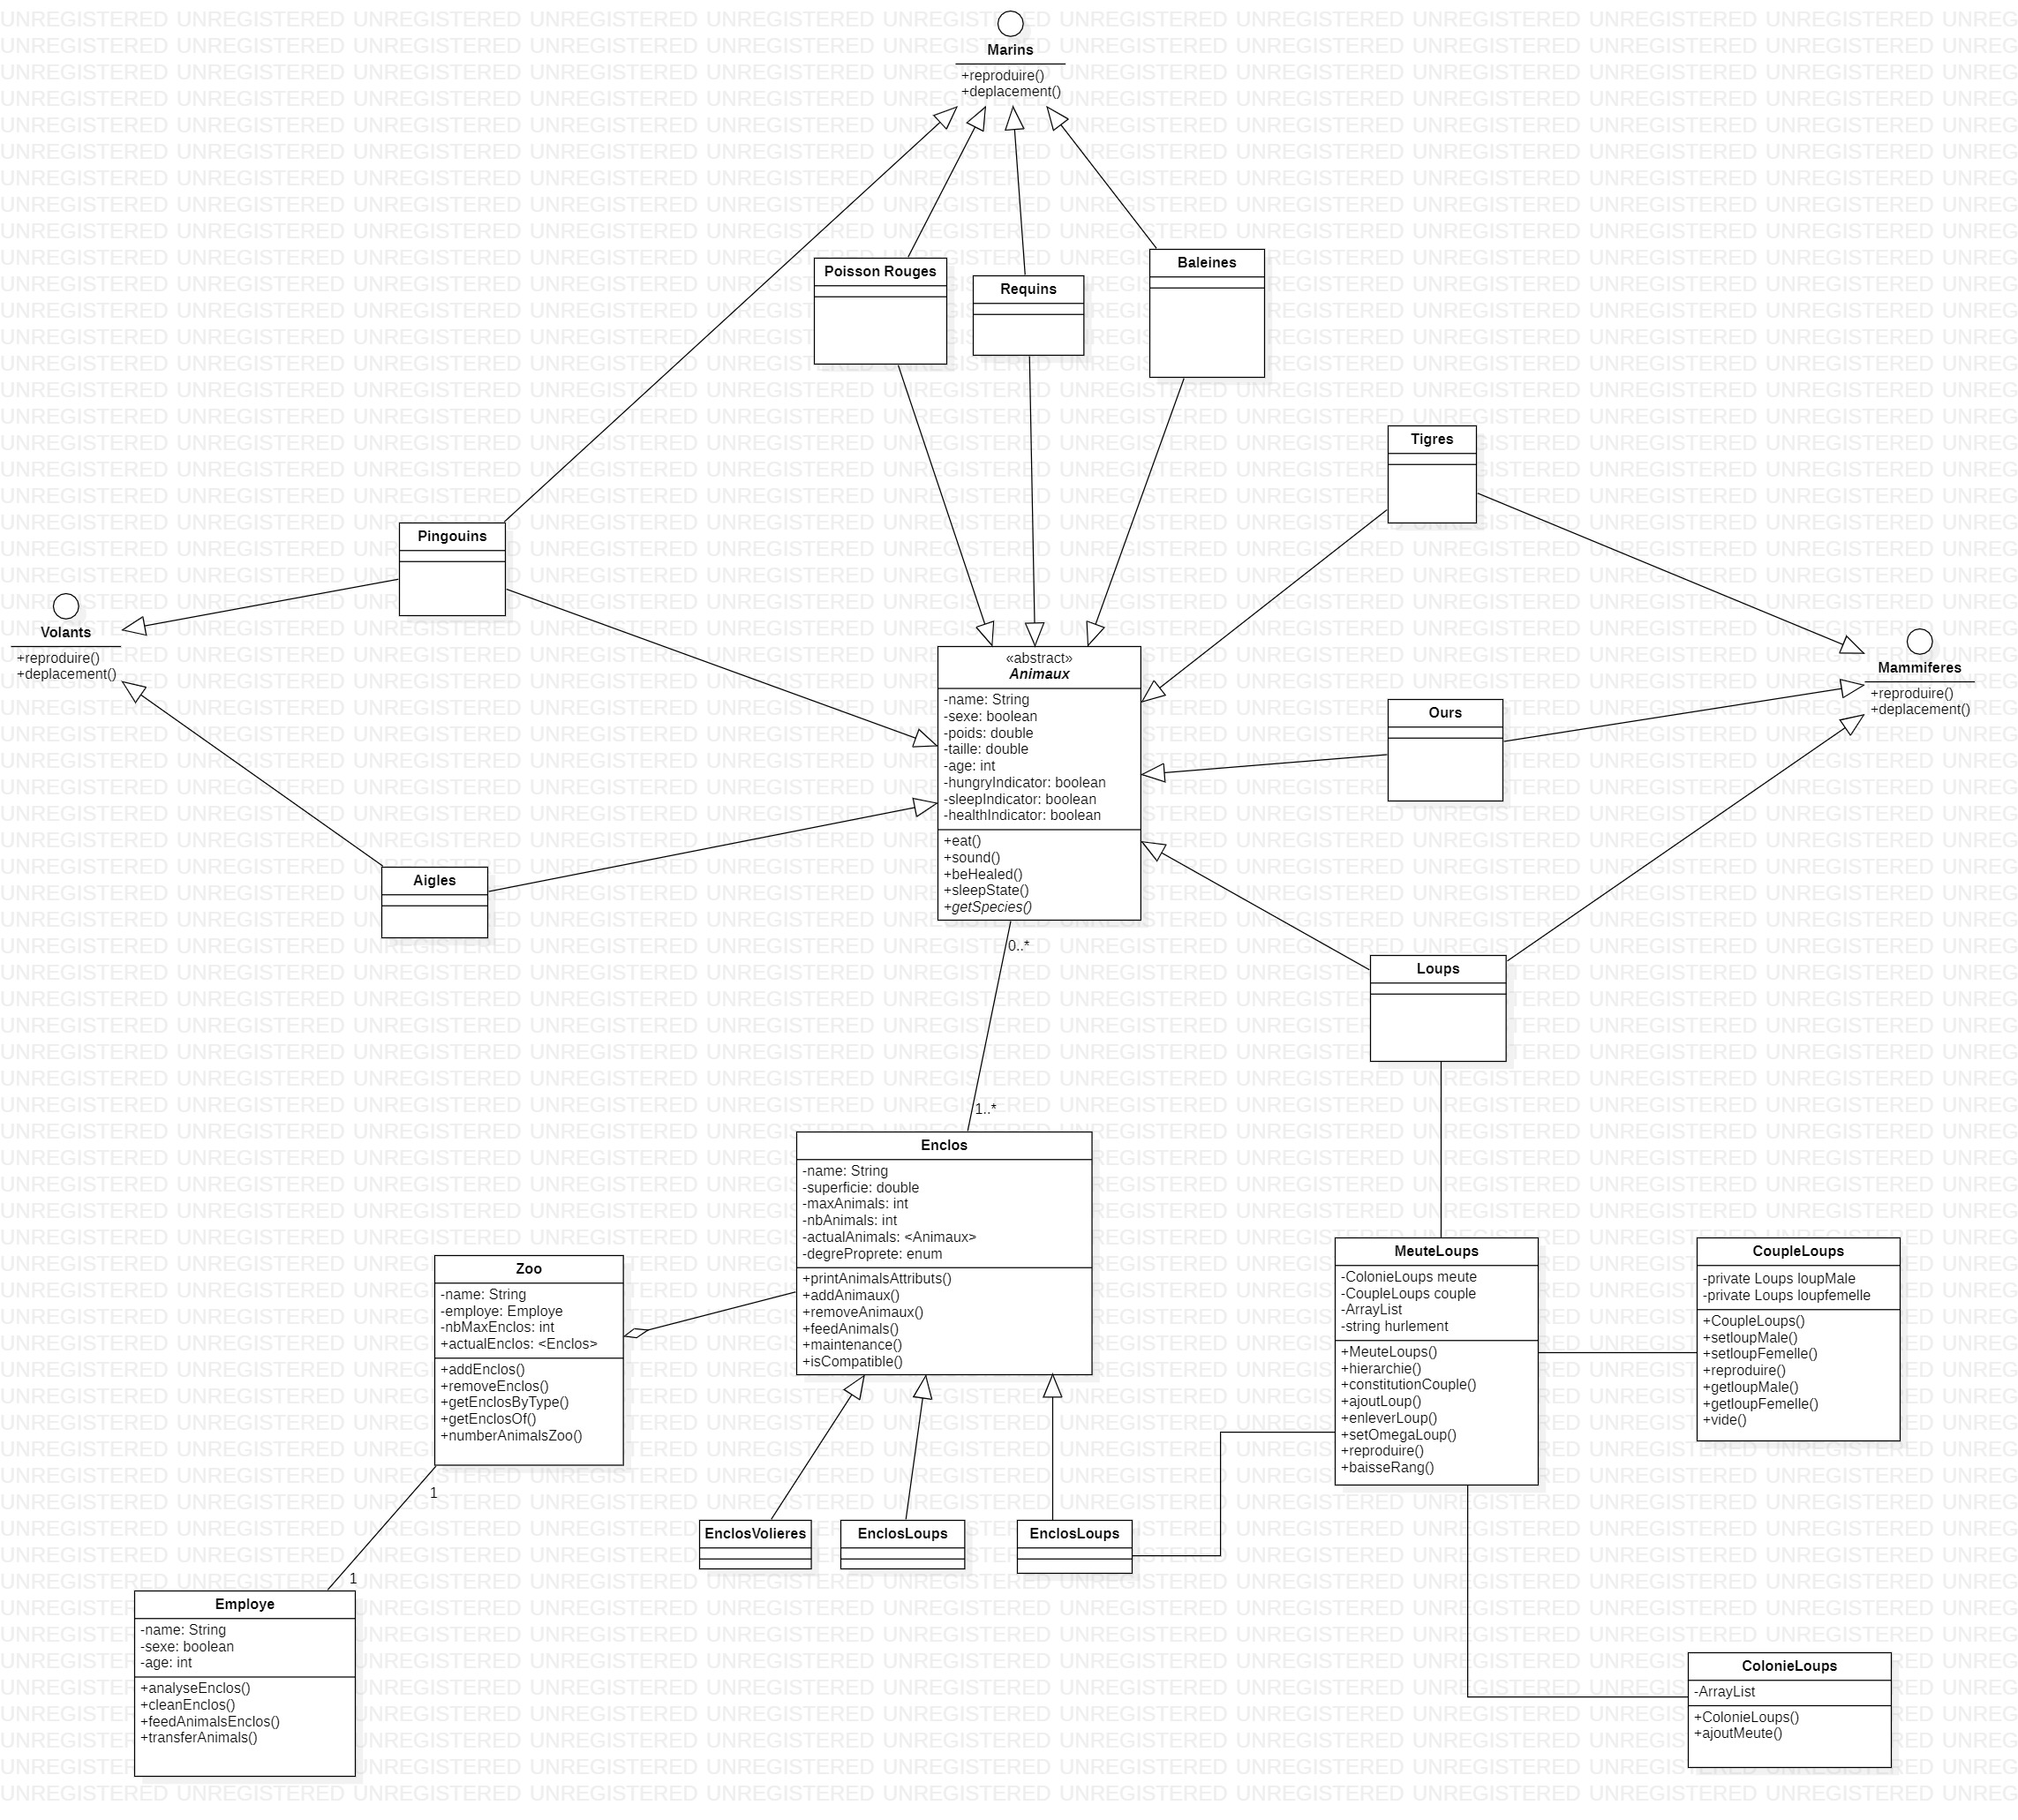 UNREGISTERED UNREGISTERED UNREGISTERED UNREGISTERED UNREGISTERED
Marins
+reproduire()
+deplacement()
Poisson Rouges
Requins
Baleines
Tigres
Pingouins
Volants
+reproduire()
+deplacement()
«abstract»
Animaux
-name: String
-sexe: boolean
-poids: double
-taille: double
-age: int
-hungryIndicator: boolean
-sleepIndicator: boolean
-healthIndicator: boolean
+eat()
+sound()
+beHealed()
+sleepState()
+getSpecies()
Mammiferes
+reproduire()
+deplacement()
Ours
Aigles
Loups
0..*
1..*
Enclos
-name: String
-superficie: double
-maxAnimals: int
-nbAnimals: int
-actualAnimals: <Animaux>
-degreProprete: enum
+printAnimalsAttributs()
+addAnimaux()
+removeAnimaux()
+feedAnimals()
+maintenance()
+isCompatible()
Zoo
-name: String
-employe: Employe
-nbMaxEnclos: int
+actualEnclos: <Enclos>
+addEnclos()
+removeEnclos()
+getEnclosByType()
+getEnclosOf()
+numberAnimalsZoo()
MeuteLoups
-ColonieLoups meute
-CoupleLoups couple
-ArrayList
-string hurlement
+MeuteLoups()
+hierarchie()
+constitutionCouple()
+ajoutLoup()
+enleverLoup()
+setOmegaLoup()
+reproduire()
+baisseRang()
CoupleLoups
-private Loups loupMale
-private Loups loupfemelle
+CoupleLoups()
+setloupMale()
+setloupFemelle()
+reproduire()
+getloupMale()
+getloupFemelle()
+vide()
1
1
EnclosVolieres
EnclosLoups
EnclosLoups
Employe
-name: String
-sexe: boolean
-age: int
+analyseEnclos()
+cleanEnclos()
+feedAnimalsEnclos()
+transferAnimals()
ColonieLoups
-ArrayList
+ColonieLoups()
+ajoutMeute()